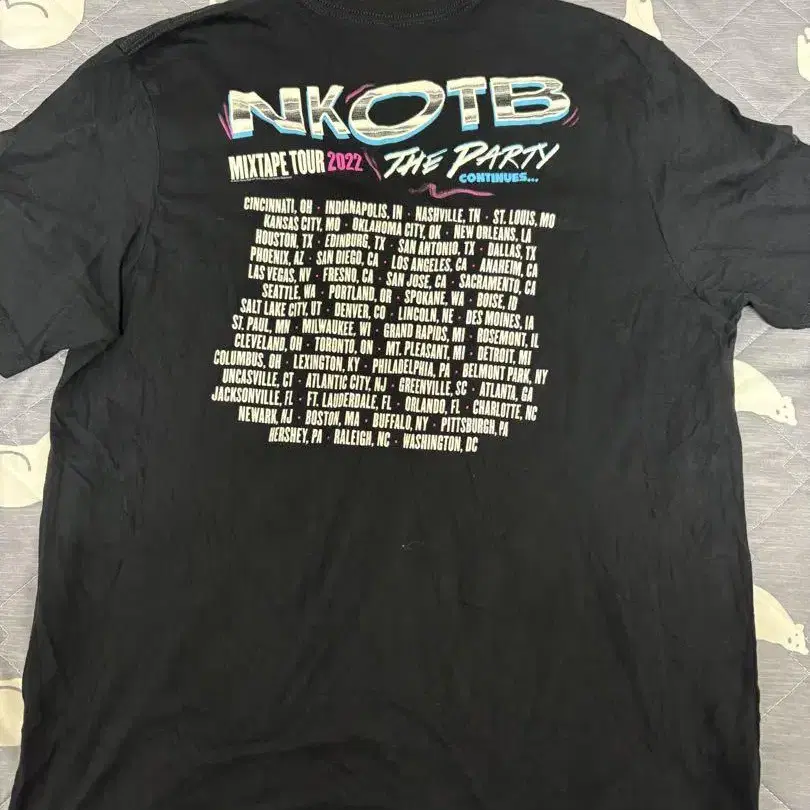 NKOTB
MIXTAPE TOUR 2022 THE PARTY
CONTINUES...
CINCINNATI, OH • INDIANAPOLIS, IN • NASHVILLE, TN • ST. LOUIS, MO
KANSAS CITY, MO • OKLAHOMA CITY, OK • NEW ORLEANS, LA
HOUSTON, TX • EDINBURG, TX • SAN ANTONIO, TX • DALLAS, TX
PHOENIX, AZ • SAN DIEGO, CA • LOS ANGELES, CA • ANAHEIM, CA
LAS VEGAS, NV • FRESNO, CA • SAN JOSE, CA • SACRAMENTO, CA
SEATTLE, WA • PORTLAND, OR • SPOKANE, WA • BOISE, ID
SALT LAKE CITY, UT • DENVER, CO • LINCOLN, NE • DES MOINES, IA
ST. PAUL, MN • MILWAUKEE, WI • GRAND RAPIDS, MI • ROSEMONT, IL
CLEVELAND, OH • TORONTO, ON • MT. PLEASANT, MI • DETROIT, MI
COLUMBUS, OH • LEXINGTON, KY • PHILADELPHIA, PA • BELMONT PARK, NY
UNCASVILLE, CT • ATLANTIC CITY, NJ • GREENVILLE, SC • ATLANTA, GA
JACKSONVILLE, FL • FT. LAUDERDALE, FL • ORLANDO, FL • CHARLOTTE, NC
NEWARK, NJ • BOSTON, MA • BUFFALO, NY • PITTSBURGH, PA
HERSHEY, PA • RALEIGH, NC • WASHINGTON, DC